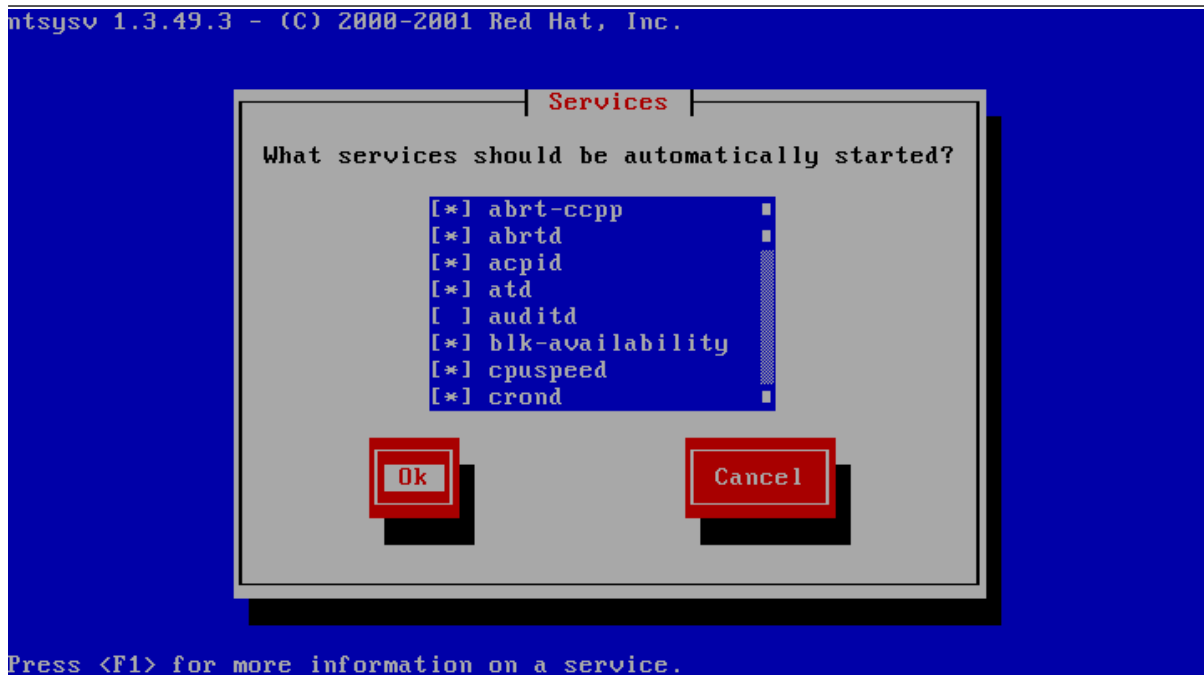 ntsysv 1.3.49.3 - (C) 2000-2001 Red Hat, Inc.
Services
What services should be automatically started?
[*] abrt-ccpp
[*] abrtd
[*] acpid
[*] atd
[ ] auditd
[*] blk-availability
[*] cpuspeed
[*] crond
Ok Cancel
Press <F1> for more information on a service.